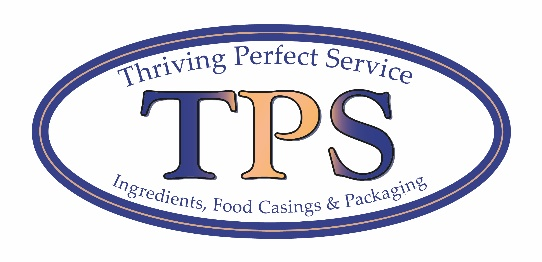 Thriving Perfect Service
TPS
Ingredients, Food Casings & Packaging